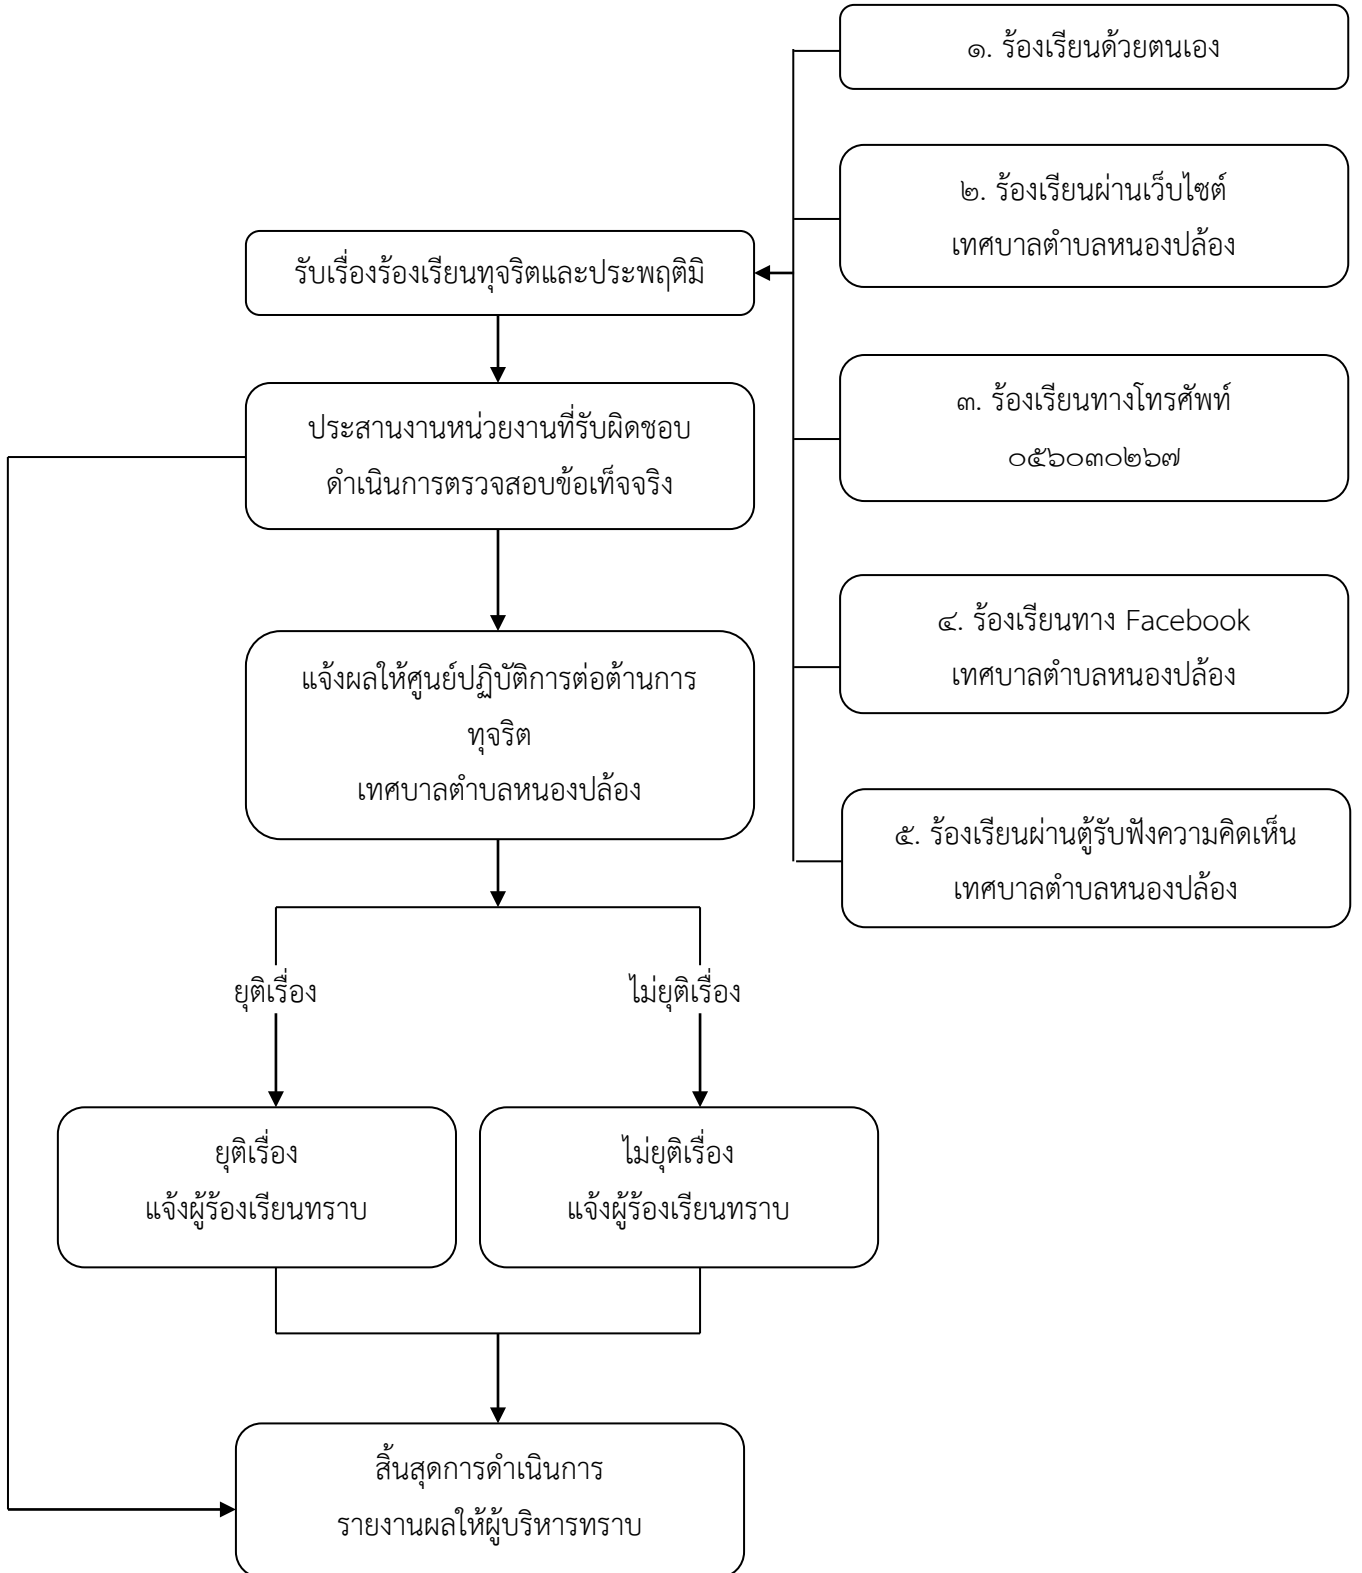 ๑. ร้องเรียนด้วยตนเอง
๒. ร้องเรียนผ่านเว็บไซต์
เทศบาลตำบลหนองปล้อง
รับเรื่องร้องเรียนทุจริตและประพฤติมิ
๓. ร้องเรียนทางโทรศัพท์
๐๕๖๐๓๐๒๖๗
ประสานงานหน่วยงานที่รับผิดชอบ
ดำเนินการตรวจสอบข้อเท็จจริง
๔. ร้องเรียนทาง Facebook
เทศบาลตำบลหนองปล้อง
แจ้งผลให้ศูนย์ปฏิบัติการต่อต้านการ
ทุจริต
เทศบาลตำบลหนองปล้อง
๕. ร้องเรียนผ่านตู้รับฟังความคิดเห็น
เทศบาลตำบลหนองปล้อง
ยุติเรื่อง
ไม่ยุติเรื่อง
ยุติเรื่อง
แจ้งผู้ร้องเรียนทราบ
ไม่ยุติเรื่อง
แจ้งผู้ร้องเรียนทราบ
สิ้นสุดการดำเนินการ
รายงานผลให้ผู้บริหารทราบ